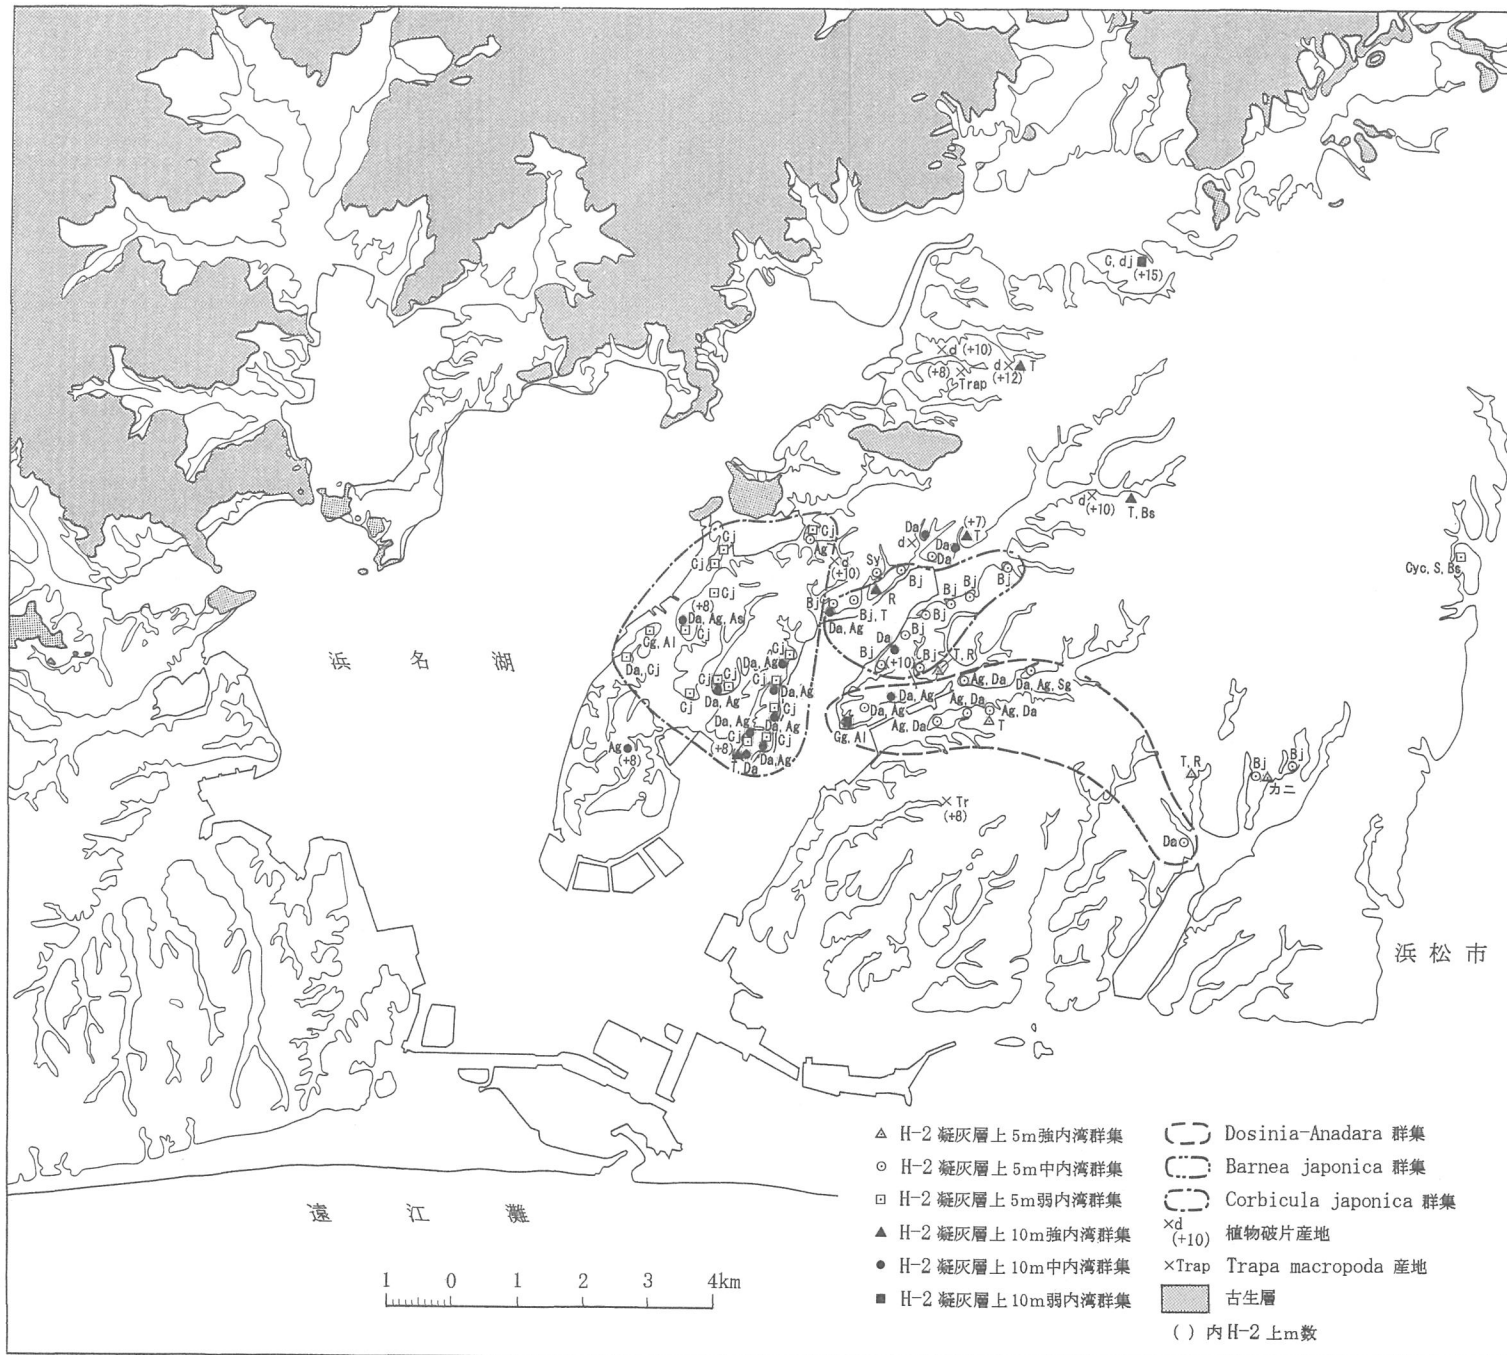 C, dj
(+15)
d (+10)
(+8)
Trap
d
(+12)
T
d
(+10)
T, Bs
Cyc, S, Bs
Da
d
(+7)
T
Da
Da
Cj
Ag
d
(+10)
Sy
Bj
Bj
Bj
Bj
R
Bj, T
Bj
Da, Ag
Bj
Da
Bj
(+10)
Bj
T, R
Cj
Cj
Cj
(+8)
Da, Ag, As
Cj
Cg, Al
Da, Cj
Cj
Da, Ag
Cj
Cj
Cj
Da, Ag
Cj
Da, Ag
Cj
Da, Ag
Da, Ag
Cj
Cj
(+8)
T, Da
Da, Ag
Ag
(+8)
Ag, Da
Da, Ag, Sg
Da, Ag
Da, Ag
Ag, Da
Ag, Da
Ag, Da
T
Gg, Al
T, R
Bj
Bj
カニ
Da
Tr
(+8)
浜名湖
浜松市
遠江灘
1 0 1 2 3 4km
△ H-2 凝灰層上 5m強内湾群集
⊙ H-2 凝灰層上 5m中内湾群集
⊡ H-2 凝灰層上 5m弱内湾群集
▲ H-2 凝灰層上 10m強内湾群集
● H-2 凝灰層上 10m中内湾群集
■ H-2 凝灰層上 10m弱内湾群集
Dosinia-Anadara 群集
Barnea japonica 群集
Corbicula japonica 群集
×d
(+10) 植物破片産地
×Trap Trapa macropoda 産地
古生層
( ) 内 H-2 上m数